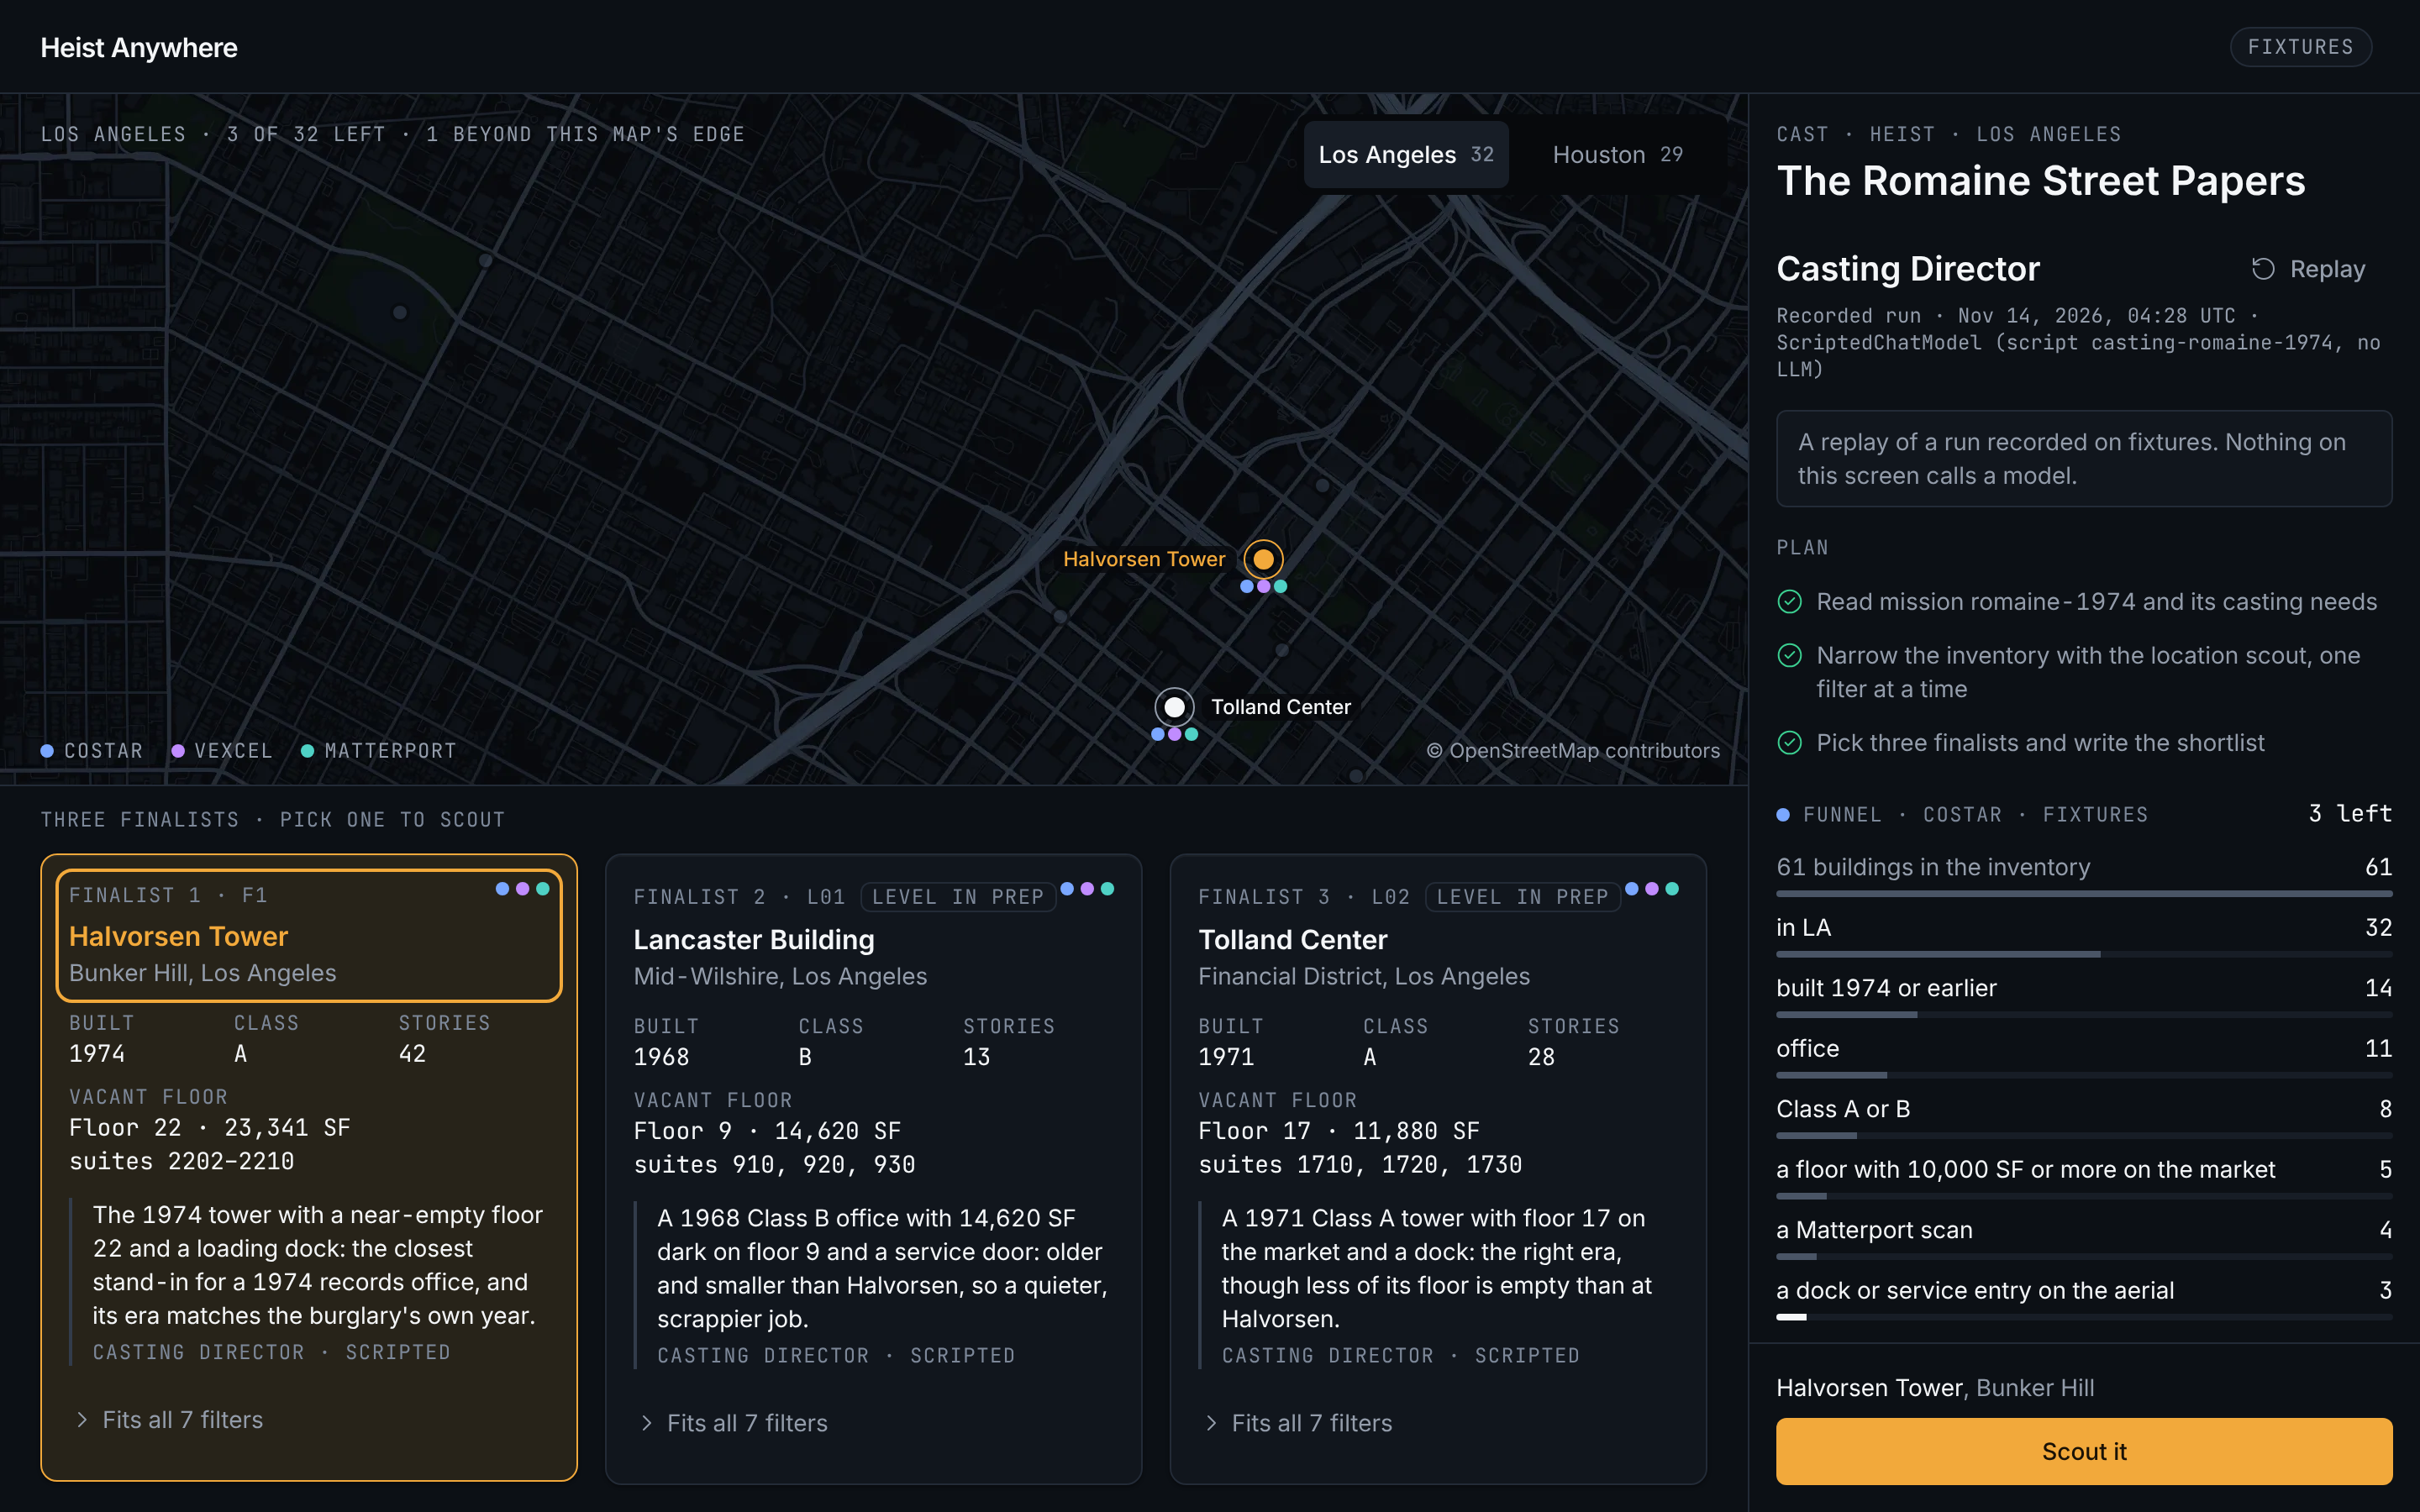 Heist Anywhere
FIXTURES
LOS ANGELES · 3 OF 32 LEFT · 1 BEYOND THIS MAP'S EDGE
Los Angeles 32
Houston 29
Halvorsen Tower
Tolland Center
COSTAR
VEXCEL
MATTERPORT
© OpenStreetMap contributors
THREE FINALISTS · PICK ONE TO SCOUT
FINALIST 1 · F1
Halvorsen Tower
Bunker Hill, Los Angeles
BUILT CLASS STORIES
1974 A 42
VACANT FLOOR
Floor 22 · 23,341 SF
suites 2202–2210
The 1974 tower with a near-empty floor
22 and a loading dock: the closest
stand-in for a 1974 records office, and
its era matches the burglary's own year.
CASTING DIRECTOR · SCRIPTED
Fits all 7 filters
FINALIST 2 · L01 LEVEL IN PREP
Lancaster Building
Mid-Wilshire, Los Angeles
BUILT CLASS STORIES
1968 B 13
VACANT FLOOR
Floor 9 · 14,620 SF
suites 910, 920, 930
A 1968 Class B office with 14,620 SF
dark on floor 9 and a service door: older
and smaller than Halvorsen, so a quieter,
scrappier job.
CASTING DIRECTOR · SCRIPTED
Fits all 7 filters
FINALIST 3 · L02 LEVEL IN PREP
Tolland Center
Financial District, Los Angeles
BUILT CLASS STORIES
1971 A 28
VACANT FLOOR
Floor 17 · 11,880 SF
suites 1710, 1720, 1730
A 1971 Class A tower with floor 17 on
the market and a dock: the right era,
though less of its floor is empty than at
Halvorsen.
CASTING DIRECTOR · SCRIPTED
Fits all 7 filters
CAST · HEIST · LOS ANGELES
The Romaine Street Papers
Casting Director
Replay
Recorded run · Nov 14, 2026, 04:28 UTC ·
ScriptedChatModel (script casting-romaine-1974, no
LLM)
A replay of a run recorded on fixtures. Nothing on
this screen calls a model.
PLAN
Read mission romaine-1974 and its casting needs
Narrow the inventory with the location scout, one
filter at a time
Pick three finalists and write the shortlist
FUNNEL · COSTAR · FIXTURES 3 left
61 buildings in the inventory 61
in LA 32
built 1974 or earlier 14
office 11
Class A or B 8
a floor with 10,000 SF or more on the market 5
a Matterport scan 4
a dock or service entry on the aerial 3
Halvorsen Tower, Bunker Hill
Scout it